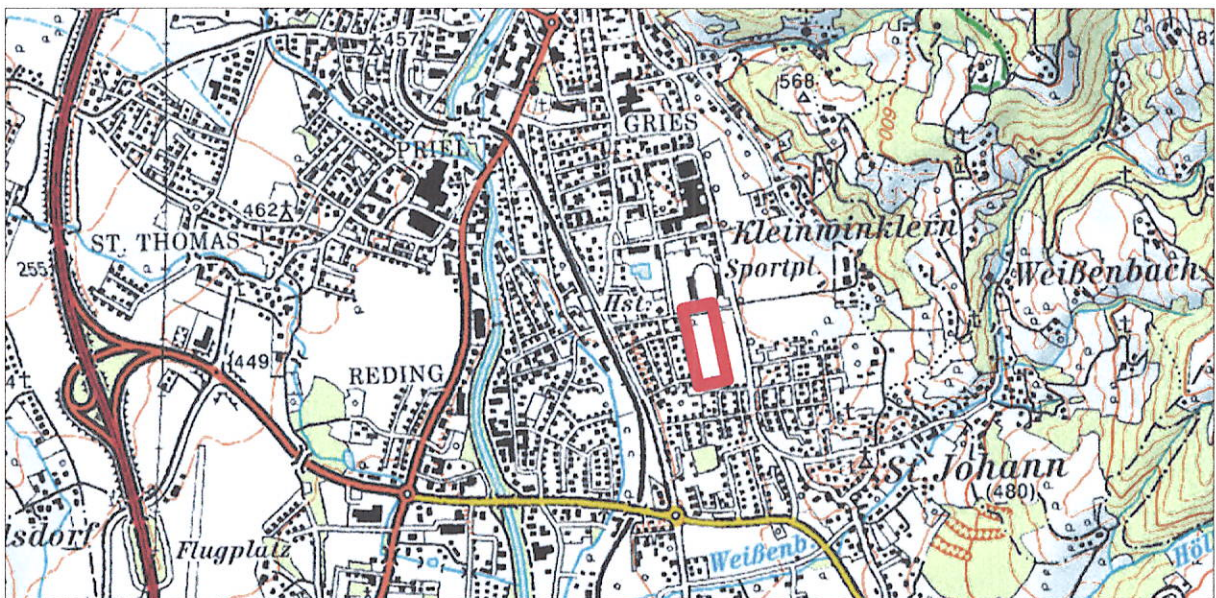 457
568
600
GRIES
PRIEL
462
Kleinwinklern
ST. THOMAS
255
Sportpl.
Weißenbach
Hst.
449
REDING
St. Johann
(480)
Flugplatz
Weißenb.